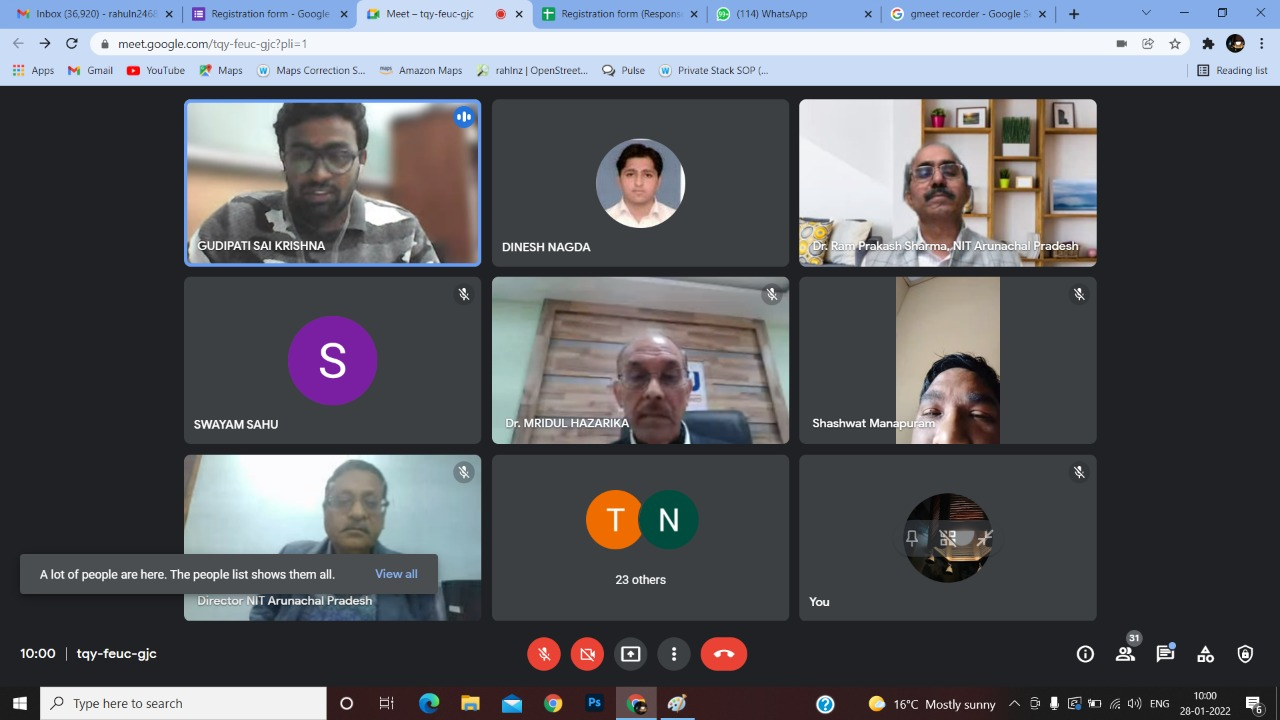 Inbox (36,920) - rahuln2468
Registration form - Google
Meet – tqy-feuc-gjc
Registration form (Respons
(114) WhatsApp
gmeet recorder - Google Se
meet.google.com/tqy-feuc-gjc?pli=1
Apps
Gmail
YouTube
Maps
Maps Correction S...
Amazon Maps
rahlnz | OpenStreet...
Pulse
Private Stack SOP (...
Reading list
GUDIPATI SAI KRISHNA
DINESH NAGDA
Dr. Ram Prakash Sharma, NIT Arunachal Pradesh
S
SWAYAM SAHU
Dr. MRIDUL HAZARIKA
Shashwat Manapuram
A lot of people are here. The people list shows them all. View all
Director NIT Arunachal Pradesh
T N
23 others
You
10:00 | tqy-feuc-gjc
31
Type here to search
Ps
16°C Mostly sunny
ENG
10:00
28-01-2022
6